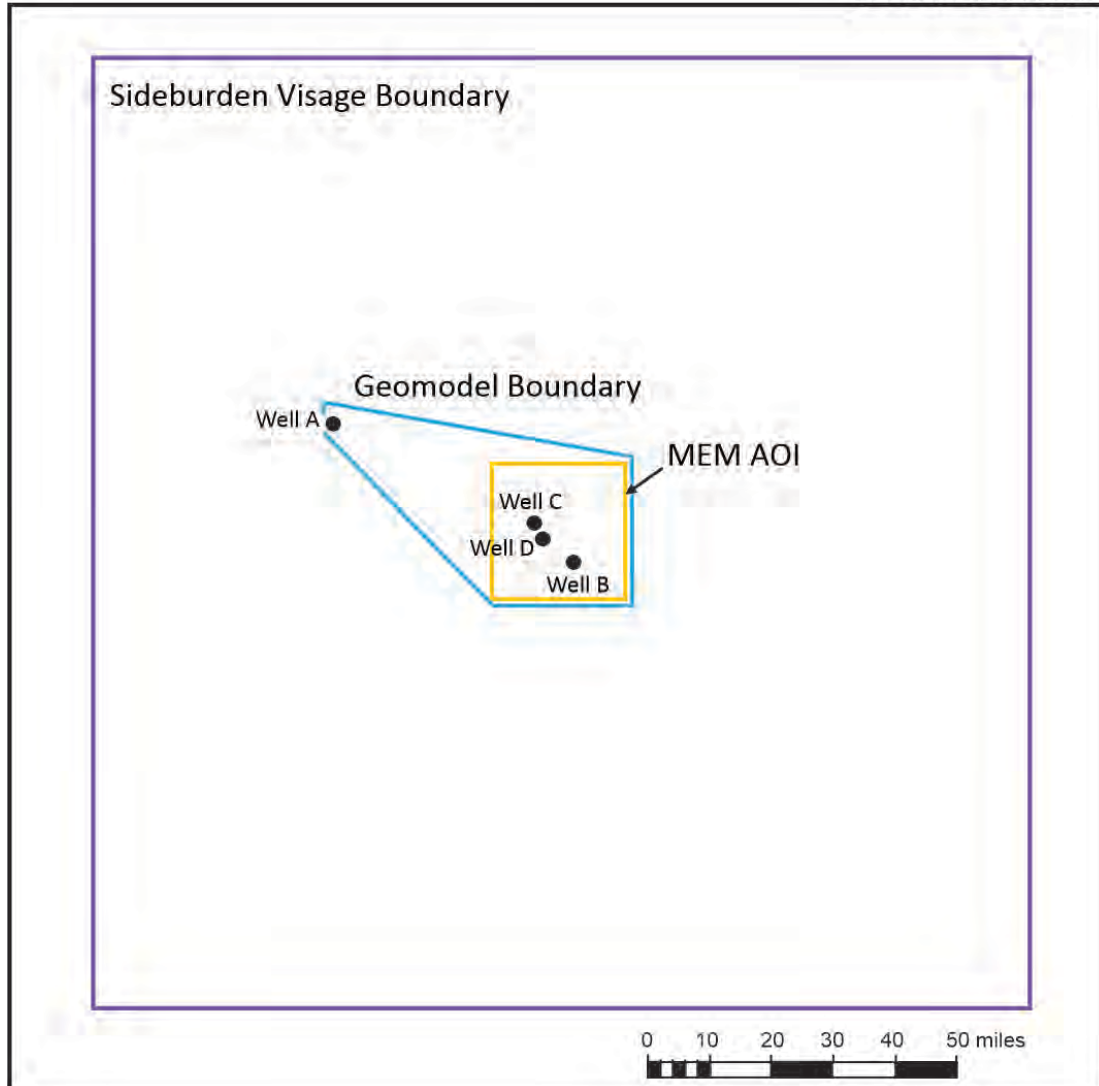 Sideburden Visage Boundary
Geomodel Boundary
Well A
MEM AOI
Well C
Well D
Well B
0 10 20 30 40 50 miles